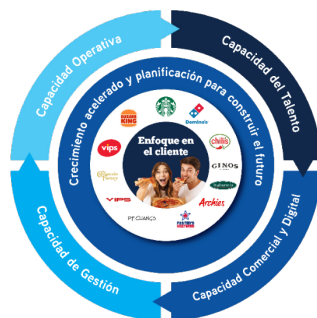 Capacidad Operativa
Capacidad del Talento
Capacidad Comercial y Digital
Capacidad de Gestión
Crecimiento acelerado y planificación para construir el futuro
Enfoque en
el cliente
BURGER
KING
Domino's
chili's
GINOS
Italianni's
Archies
P.F. CHANG'S
VIPS
vips